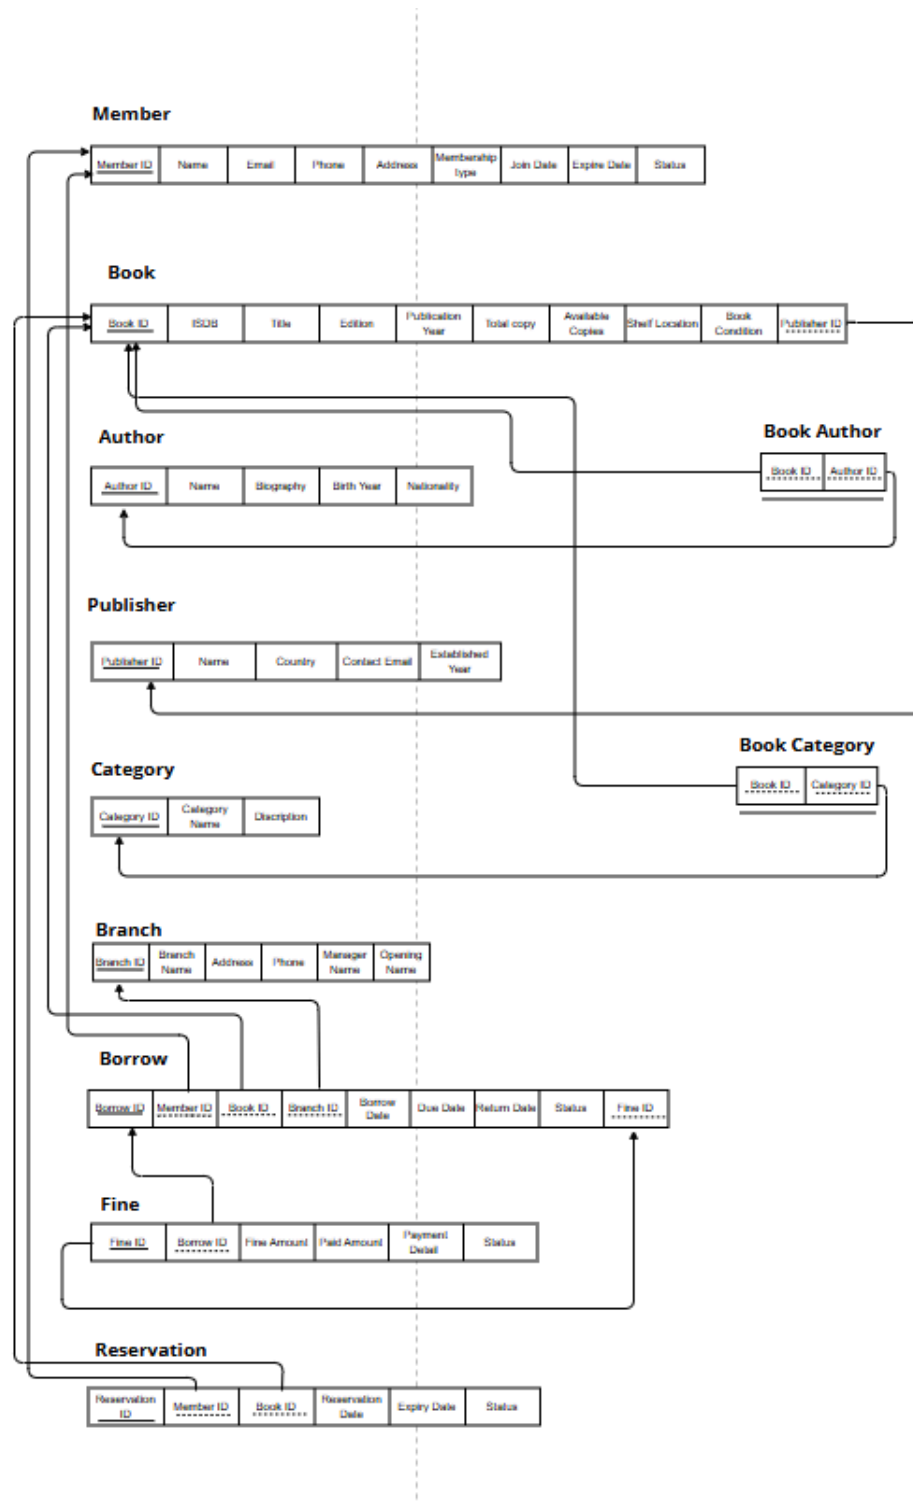 Member
Member ID
Name
Email
Phone
Address
Membership
type
Join Date
Expire Date
Status
Book
Book ID
ISDB
Title
Edition
Publication
Year
Total copy
Available
Copies
Shelf Location
Book
Condition
Publisher ID
Author
Author ID
Name
Biography
Birth Year
Nationality
Book Author
Book ID
Author ID
Publisher
Publisher ID
Name
Country
Contact Email
Established
Year
Book Category
Book ID
Category ID
Category
Category ID
Category
Name
Discription
Branch
Branch ID
Branch
Name
Address
Phone
Manager
Name
Opening
Name
Borrow
Borrow ID
Member ID
Book ID
Branch ID
Borrow
Date
Due Date
Return Date
Status
Fine ID
Fine
Fine ID
Borrow ID
Fine Amount
Paid Amount
Payment
Detail
Status
Reservation
Reservation
ID
Member ID
Book ID
Reservation
Date
Expiry Date
Status